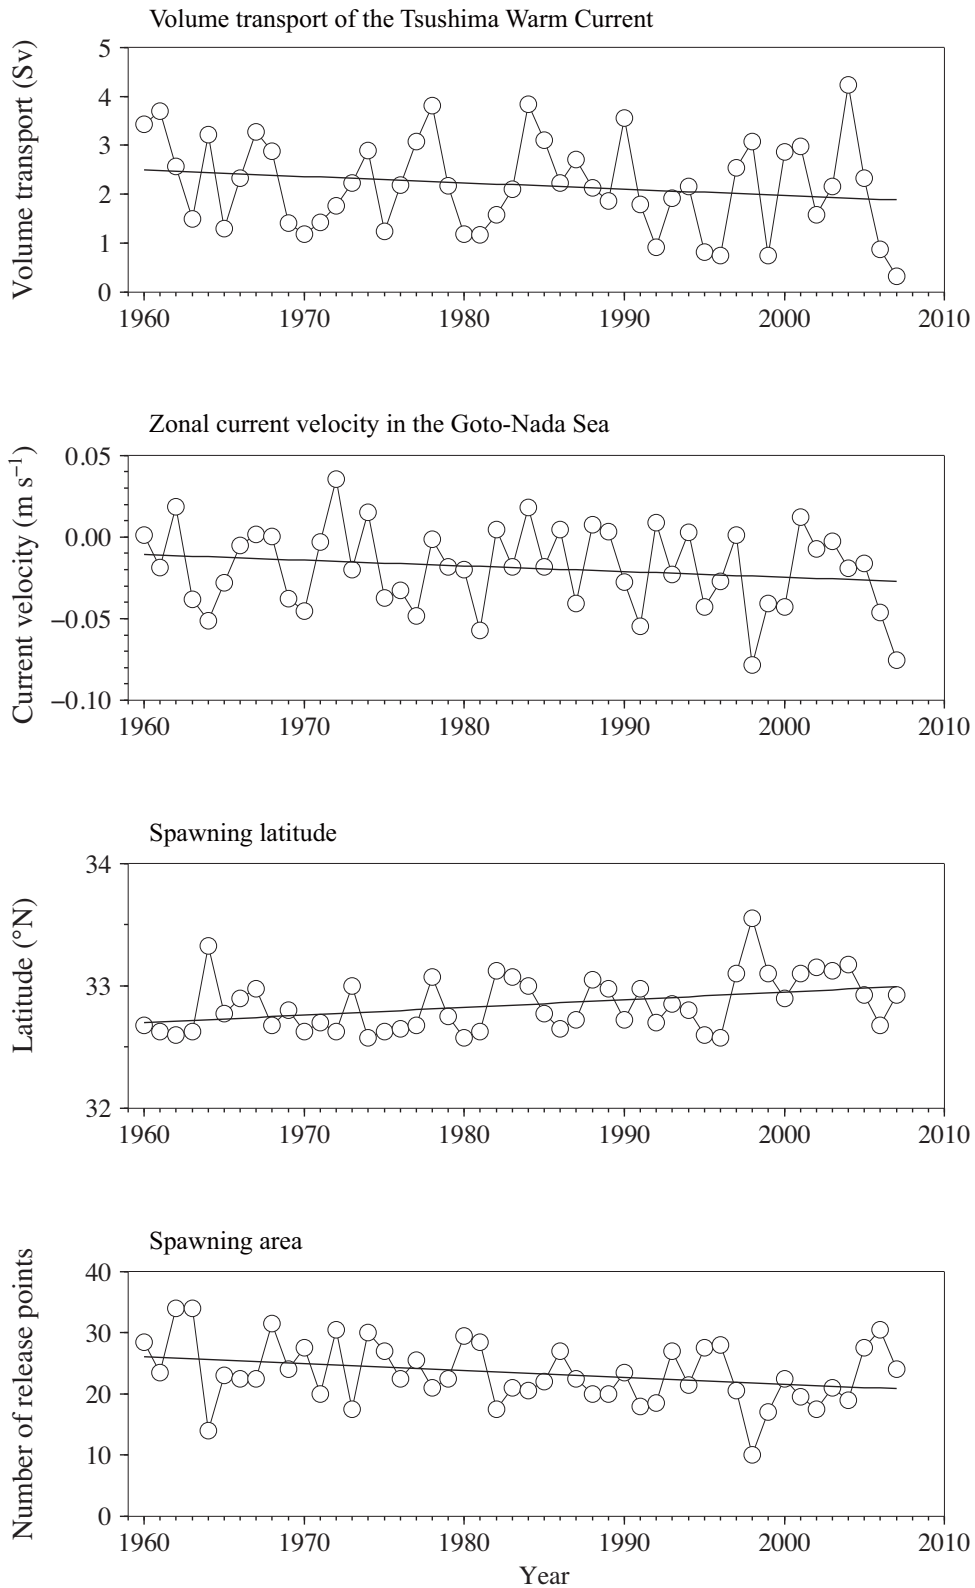 Volume transport of the Tsushima Warm Current
Volume transport (Sv)
5
4
3
2
1
0
1960 1970 1980 1990 2000 2010
Zonal current velocity in the Goto-Nada Sea
Current velocity (m s⁻¹)
0.05
0.00
−0.05
−0.10
1960 1970 1980 1990 2000 2010
Spawning latitude
Latitude (°N)
34
33
32
1960 1970 1980 1990 2000 2010
Spawning area
Number of release points
40
30
20
10
0
1960 1970 1980 1990 2000 2010
Year